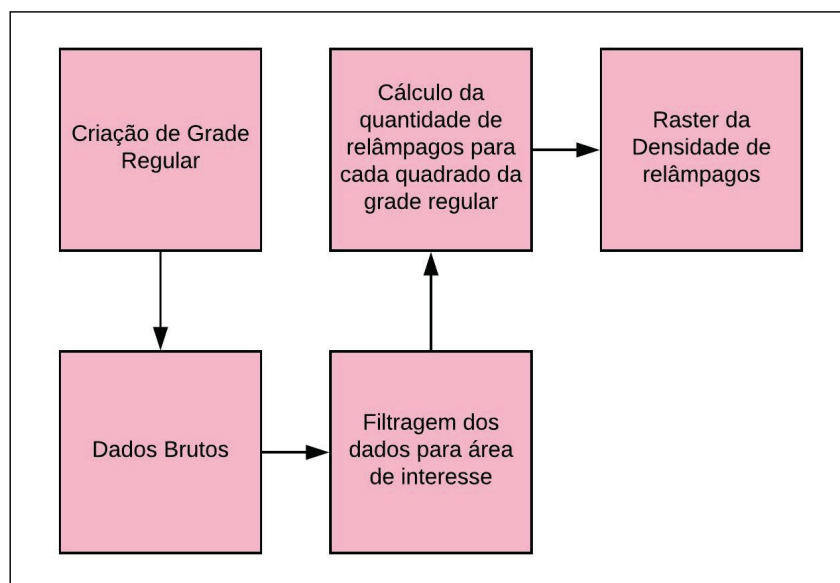 Criação de Grade
Regular
Dados Brutos
Filtragem dos
dados para área
de interesse
Cálculo da
quantidade de
relâmpagos para
cada quadrado da
grade regular
Raster da
Densidade de
relâmpagos